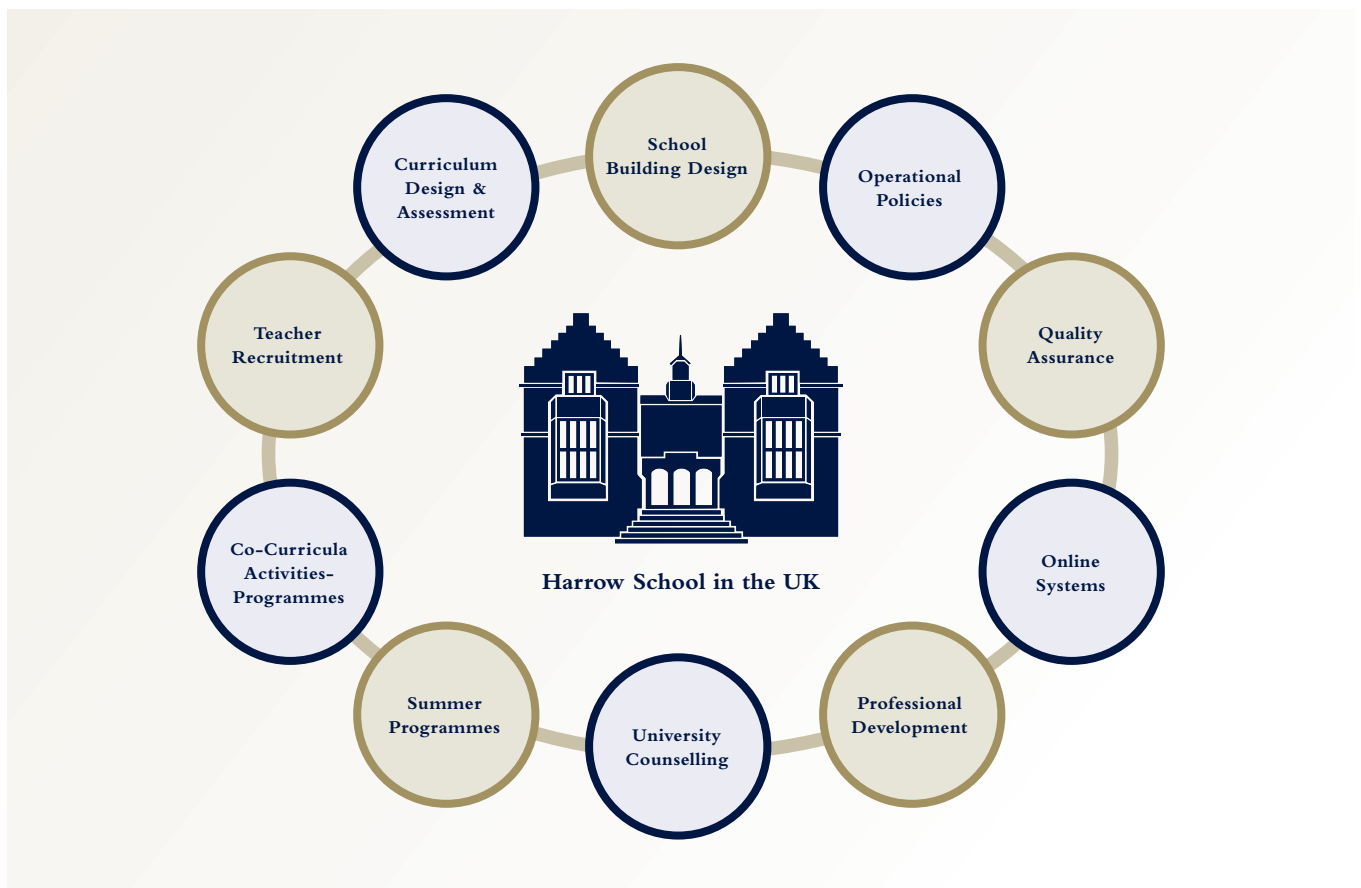 School
Building Design
Operational
Policies
Quality
Assurance
Online
Systems
Professional
Development
University
Counselling
Summer
Programmes
Co-Curricula
Activities-
Programmes
Teacher
Recruitment
Curriculum
Design &
Assessment
Harrow School in the UK